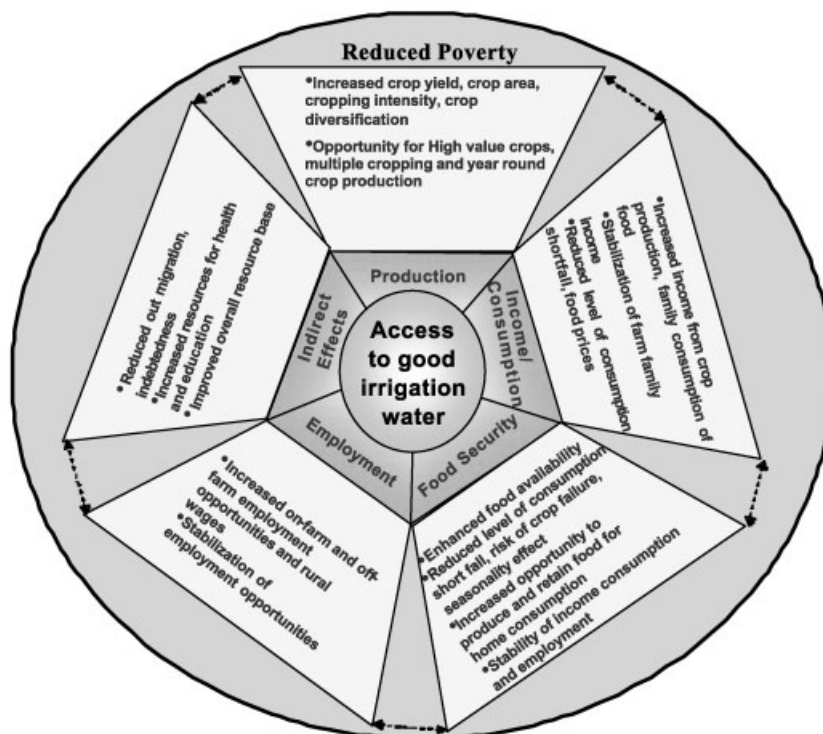 Reduced Poverty
•Increased crop yield, crop area,
cropping intensity, crop
diversification
•Opportunity for High value crops,
multiple cropping and year round
crop production
•Increased income from crop
production, family consumption of
food
•Stabilization of farm family
income
•Reduced level of consumption
shortfall, food prices
•Enhanced food availability
•Reduced level of consumption
short fall, risk of crop failure,
seasonality effect
•Increased opportunity to
produce and retain food for
home consumption
•Stability of income consumption
and employment
•Increased on-farm and off-
farm employment
opportunities and rural
wages
•Stabilization of
employment opportunities
•Reduced out migration,
indebtedness
•Increased resources for health
and education
•Improved overall resource base
Production
Income/
Consumption
Food Security
Employment
Indirect
Effects
Access
to good
irrigation
water